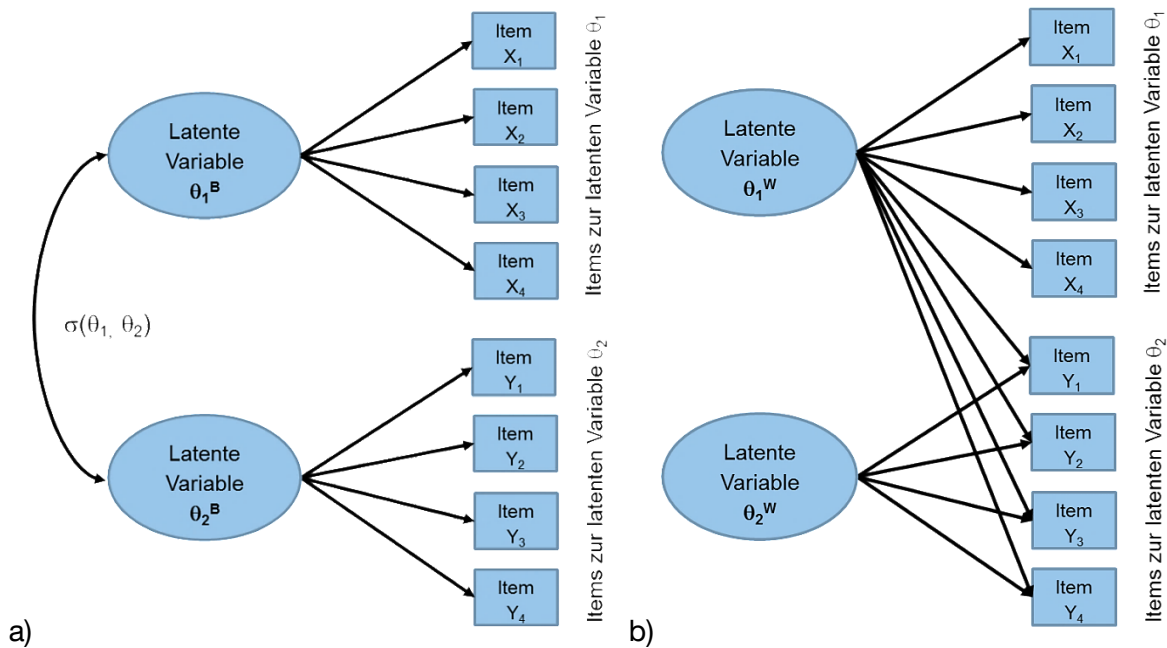 Latente
Variable
θ₁ᴮ
Item
X₁
Item
X₂
Item
X₃
Item
X₄
Items zur latenten Variable θ₁
σ(θ₁, θ₂)
Latente
Variable
θ₂ᴮ
Item
Y₁
Item
Y₂
Item
Y₃
Item
Y₄
Items zur latenten Variable θ₂
a)
Latente
Variable
θ₁ᵂ
Item
X₁
Item
X₂
Item
X₃
Item
X₄
Items zur latenten Variable θ₁
Latente
Variable
θ₂ᵂ
Item
Y₁
Item
Y₂
Item
Y₃
Item
Y₄
Items zur latenten Variable θ₂
b)